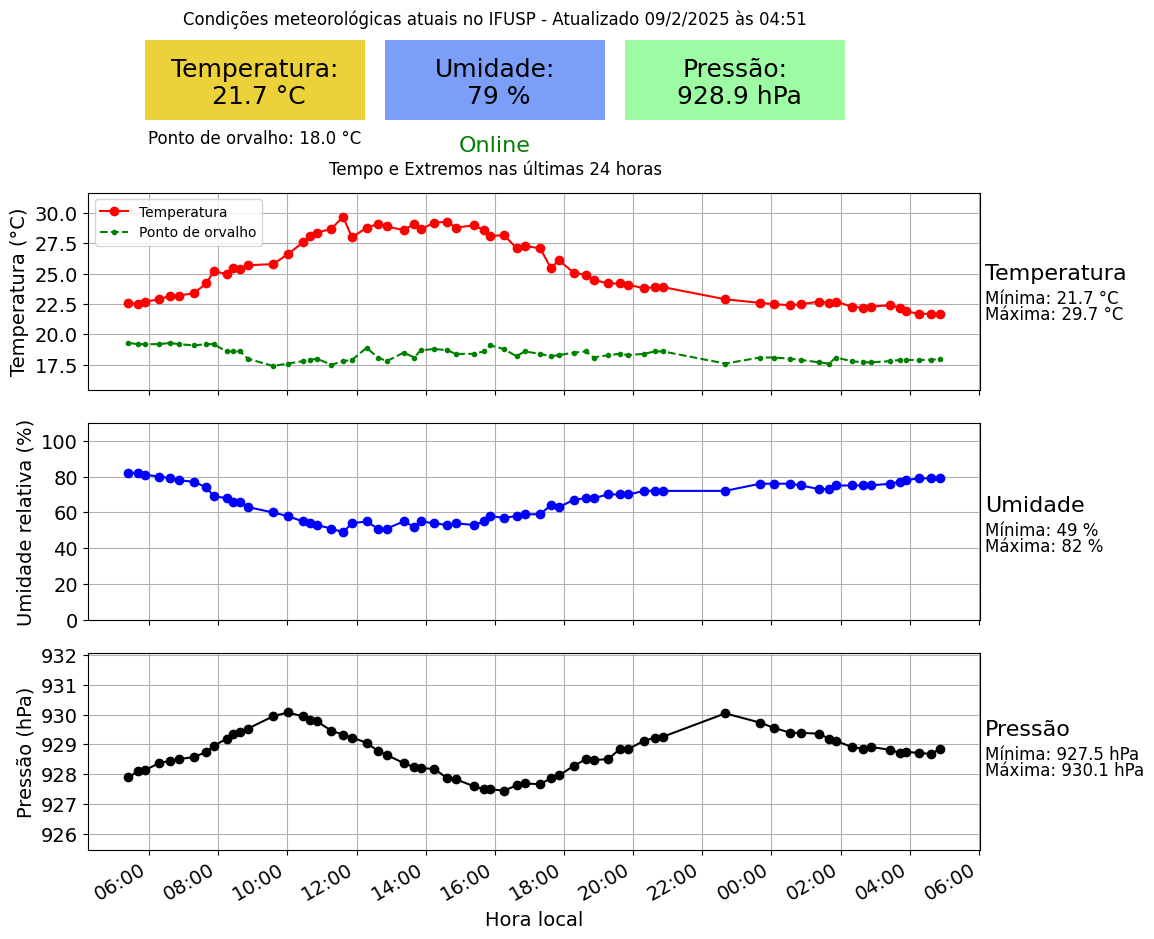 Condições meteorológicas atuais no IFUSP - Atualizado 09/2/2025 às 04:51
Temperatura:
21.7 °C
Umidade:
79 %
Pressão:
928.9 hPa
Ponto de orvalho: 18.0 °C
Online
Tempo e Extremos nas últimas 24 horas
Temperatura (°C)
30.0
27.5
25.0
22.5
20.0
17.5
Temperatura
Ponto de orvalho
Temperatura
Mínima: 21.7 °C
Máxima: 29.7 °C
Umidade relativa (%)
100
80
60
40
20
0
Umidade
Mínima: 49 %
Máxima: 82 %
Pressão (hPa)
932
931
930
929
928
927
926
Pressão
Mínima: 927.5 hPa
Máxima: 930.1 hPa
06:00 08:00 10:00 12:00 14:00 16:00 18:00 20:00 22:00 00:00 02:00 04:00 06:00
Hora local